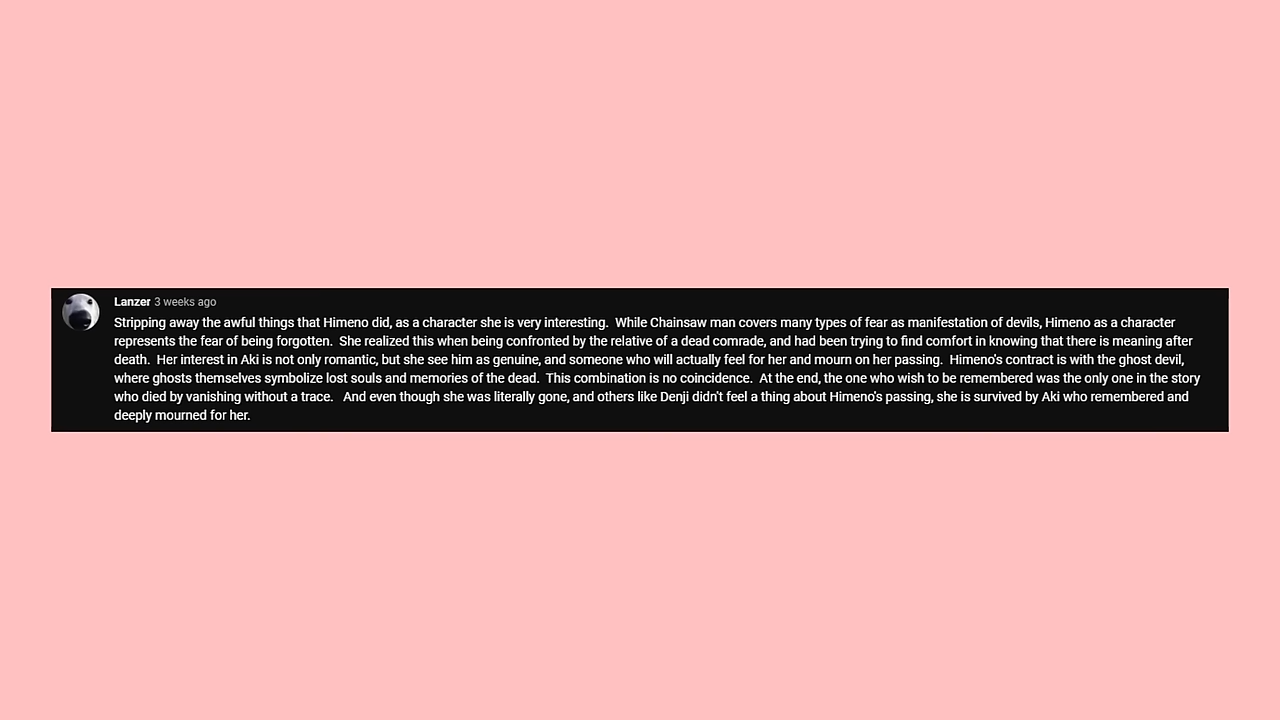 Lanzer 3 weeks ago
Stripping away the awful things that Himeno did, as a character she is very interesting.  While Chainsaw man covers many types of fear as manifestation of devils, Himeno as a character
represents the fear of being forgotten.  She realized this when being confronted by the relative of a dead comrade, and had been trying to find comfort in knowing that there is meaning after
death.  Her interest in Aki is not only romantic, but she see him as genuine, and someone who will actually feel for her and mourn on her passing.  Himeno's contract is with the ghost devil,
where ghosts themselves symbolize lost souls and memories of the dead.  This combination is no coincidence.  At the end, the one who wish to be remembered was the only one in the story
who died by vanishing without a trace.   And even though she was literally gone, and others like Denji didn't feel a thing about Himeno's passing, she is survived by Aki who remembered and
deeply mourned for her.